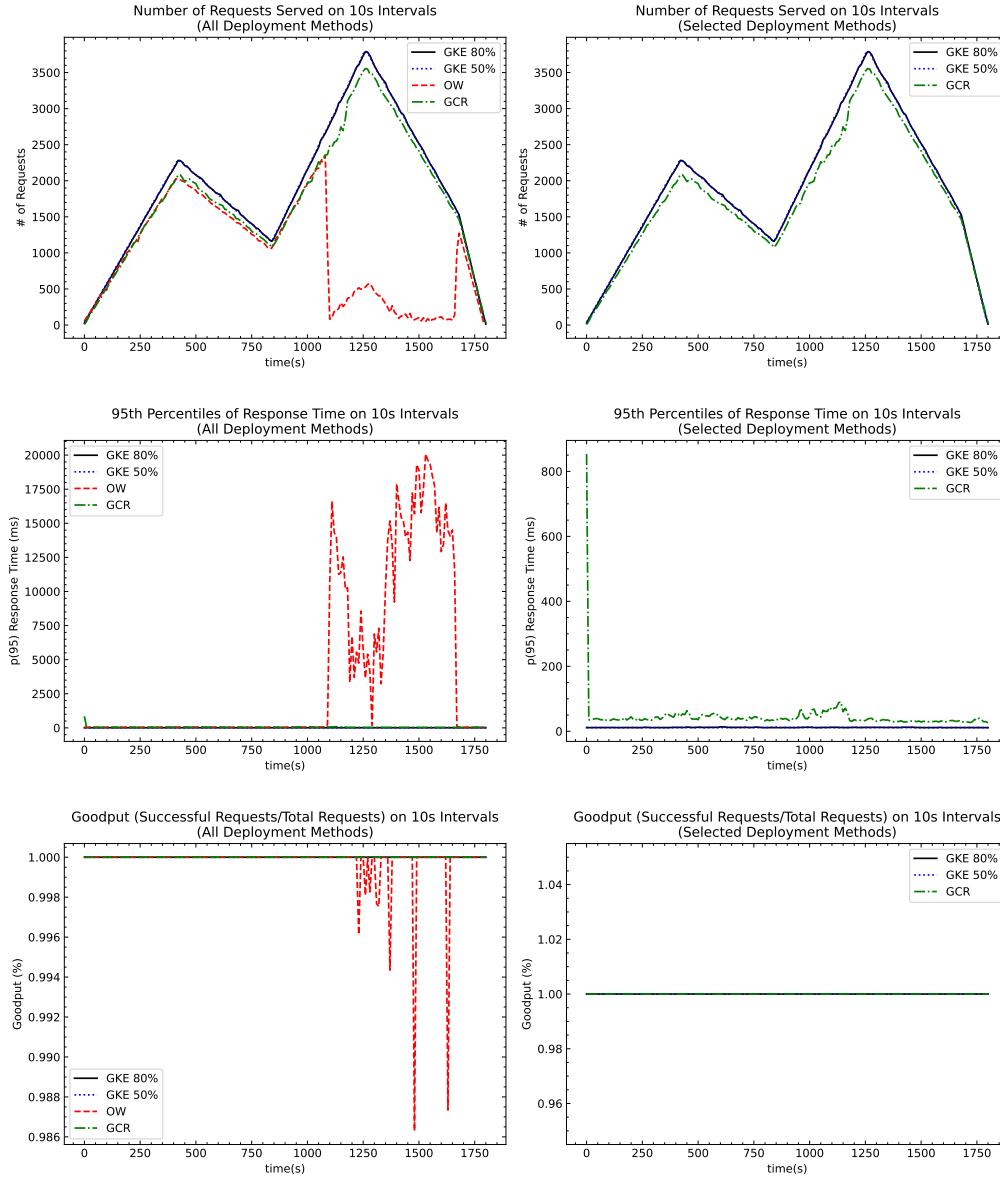 Number of Requests Served on 10s Intervals
(All Deployment Methods)
# of Requests
3500
3000
2500
2000
1500
1000
500
0
GKE 80%
GKE 50%
OW
GCR
0 250 500 750 1000 1250 1500 1750
time(s)
Number of Requests Served on 10s Intervals
(Selected Deployment Methods)
# of Requests
3500
3000
2500
2000
1500
1000
500
0
GKE 80%
GKE 50%
GCR
0 250 500 750 1000 1250 1500 1750
time(s)
95th Percentiles of Response Time on 10s Intervals
(All Deployment Methods)
p(95) Response Time (ms)
20000
17500
15000
12500
10000
7500
5000
2500
0
GKE 80%
GKE 50%
OW
GCR
0 250 500 750 1000 1250 1500 1750
time(s)
95th Percentiles of Response Time on 10s Intervals
(Selected Deployment Methods)
p(95) Response Time (ms)
800
600
400
200
0
GKE 80%
GKE 50%
GCR
0 250 500 750 1000 1250 1500 1750
time(s)
Goodput (Successful Requests/Total Requests) on 10s Intervals
(All Deployment Methods)
Goodput (%)
1.000
0.998
0.996
0.994
0.992
0.990
0.988
0.986
GKE 80%
GKE 50%
OW
GCR
0 250 500 750 1000 1250 1500 1750
time(s)
Goodput (Successful Requests/Total Requests) on 10s Intervals
(Selected Deployment Methods)
Goodput (%)
1.04
1.02
1.00
0.98
0.96
GKE 80%
GKE 50%
GCR
0 250 500 750 1000 1250 1500 1750
time(s)